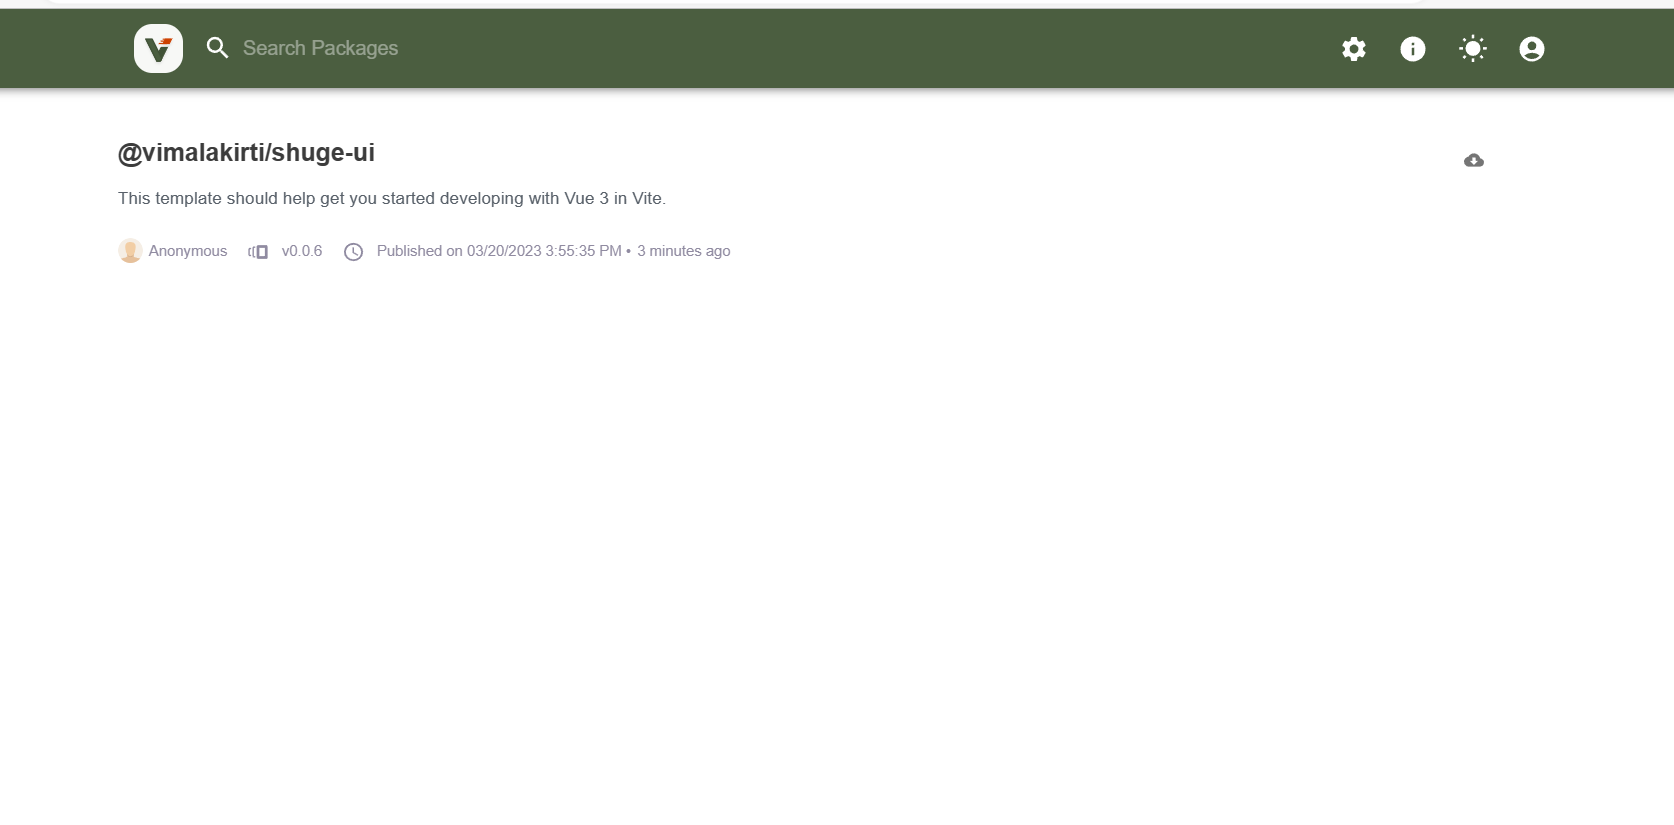 Search Packages
@vimalakirti/shuge-ui
This template should help get you started developing with Vue 3 in Vite.
Anonymous v0.0.6 Published on 03/20/2023 3:55:35 PM • 3 minutes ago